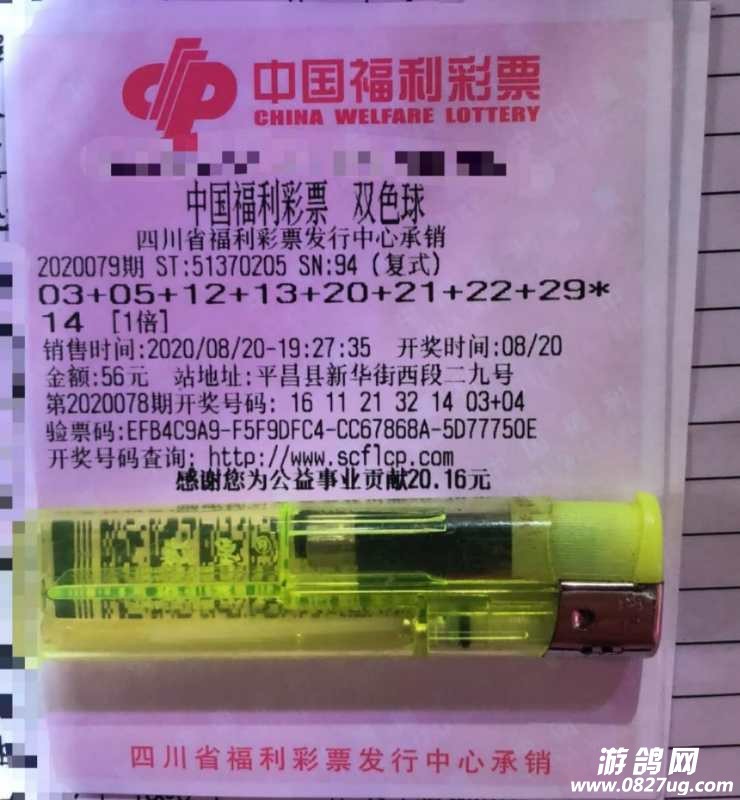 中国福利彩票
CHINA WELFARE LOTTERY
中国福利彩票 双色球
四川省福利彩票发行中心承销
2020079期 ST:51370205 SN:94 (复式)
03+05+12+13+20+21+22+29*
14 [1倍]
销售时间:2020/08/20-19:27:35 开奖时间:08/20
金额:56元 站地址:平昌县新华街西段二九号
第2020078期开奖号码: 16 11 21 32 14 03+04
验票码:EFB4C9A9-F5F9DFC4-CC67868A-5D77750E
开奖号码查询: http://www.scflcp.com
感谢您为公益事业贡献20.16元
四川省福利彩票发行中心承销
游鸽网
www.0827ug.com